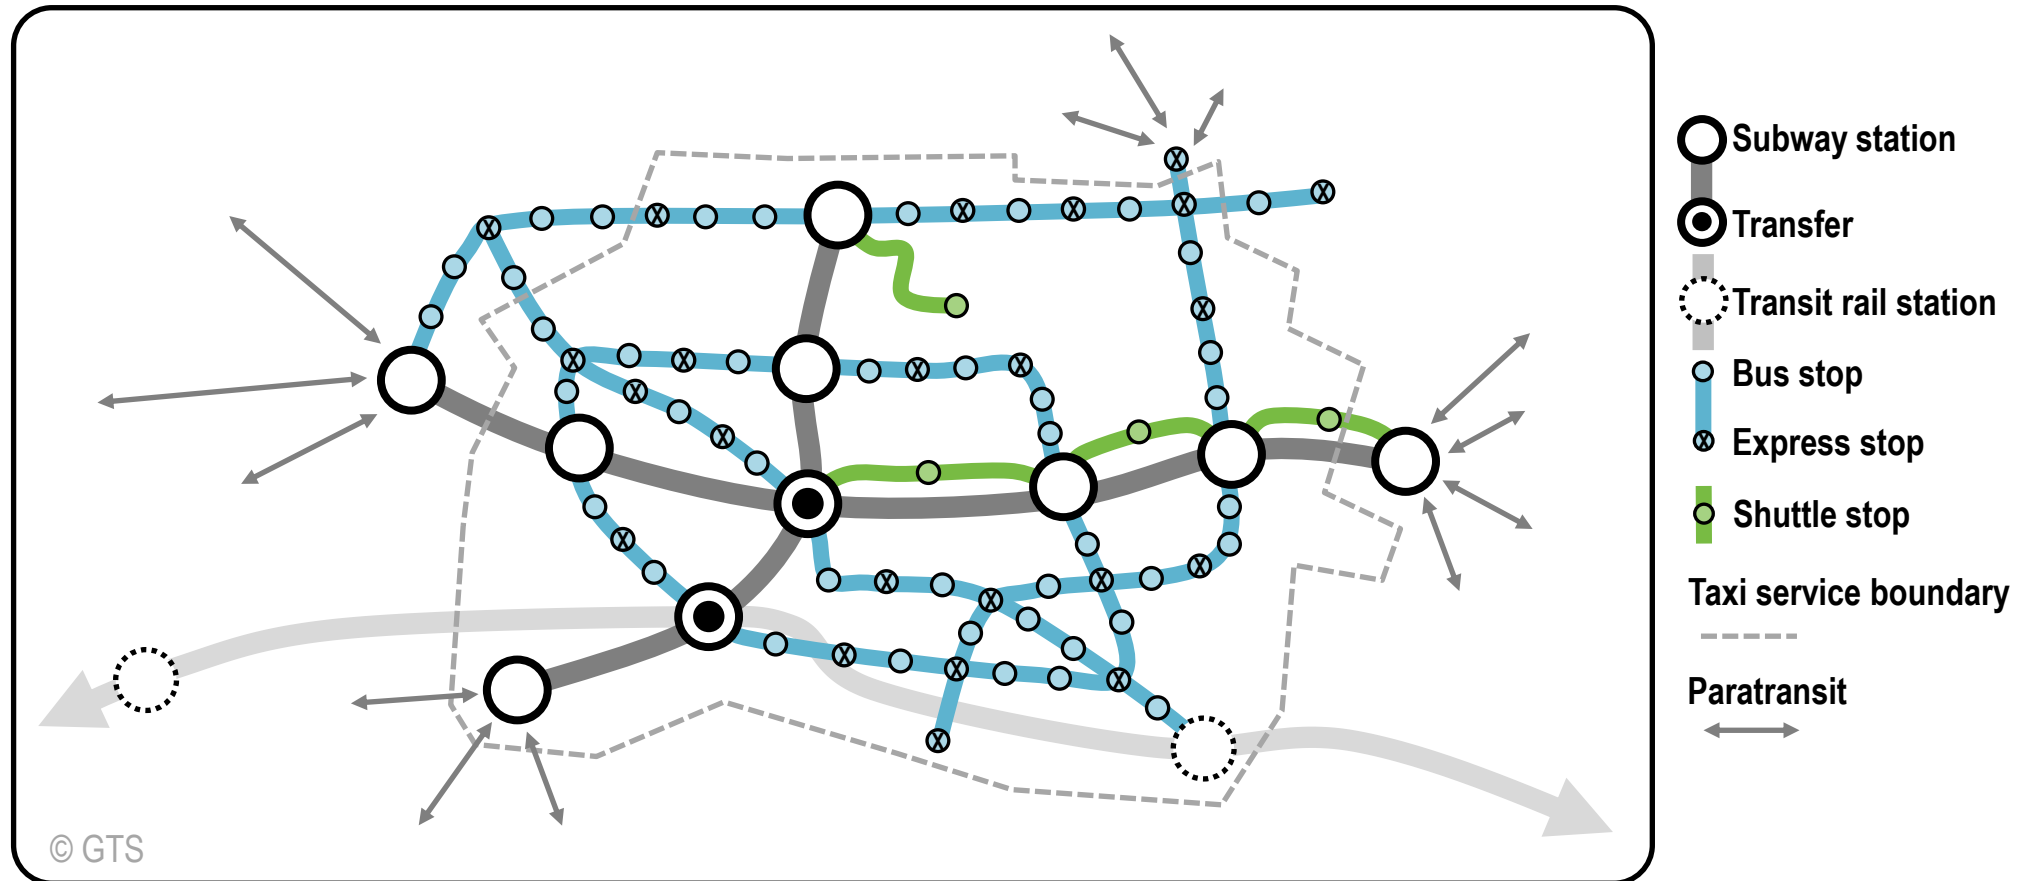 Subway station
Transfer
Transit rail station
Bus stop
Express stop
Shuttle stop
Taxi service boundary
Paratransit
© GTS